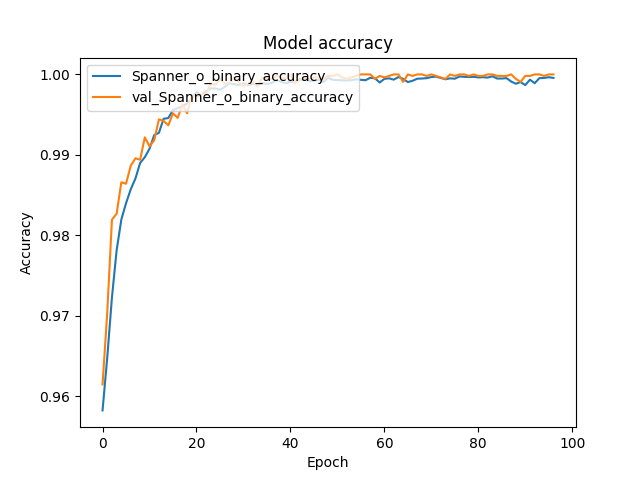 Model accuracy
Spanner_o_binary_accuracy
val_Spanner_o_binary_accuracy
1.00
0.99
0.98
0.97
0.96
Accuracy
0
20
40
60
80
100
Epoch